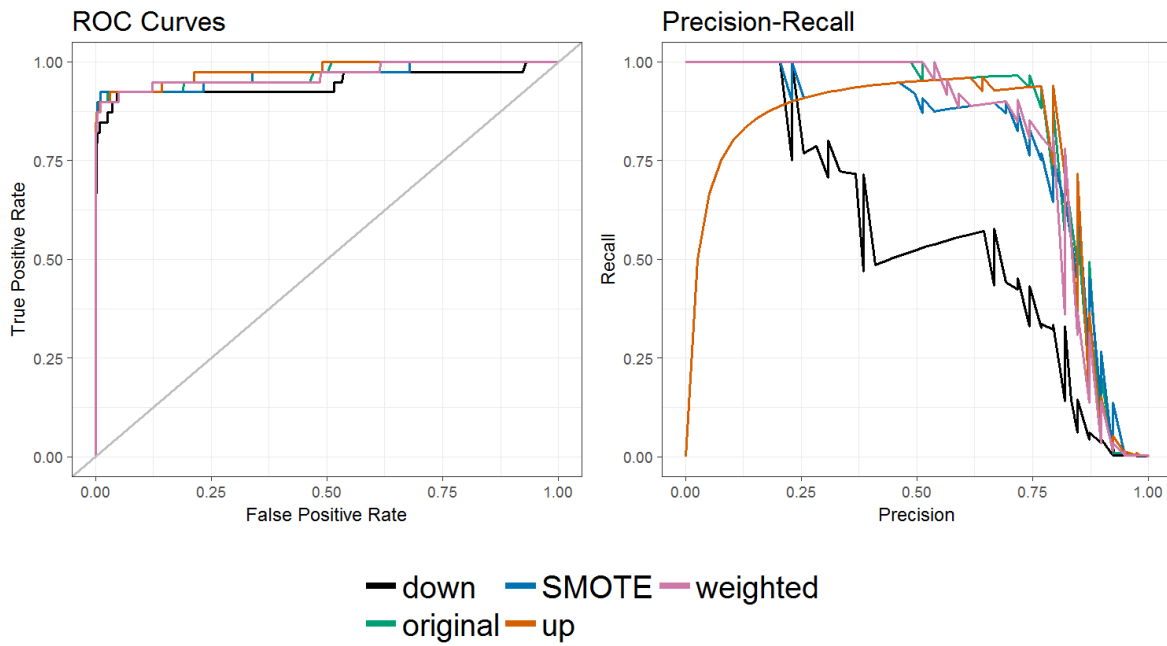 ROC Curves
Precision-Recall
True Positive Rate
1.00
0.75
0.50
0.25
0.00
0.00 0.25 0.50 0.75 1.00
False Positive Rate
Recall
1.00
0.75
0.50
0.25
0.00
0.00 0.25 0.50 0.75 1.00
Precision
down SMOTE weighted
original up